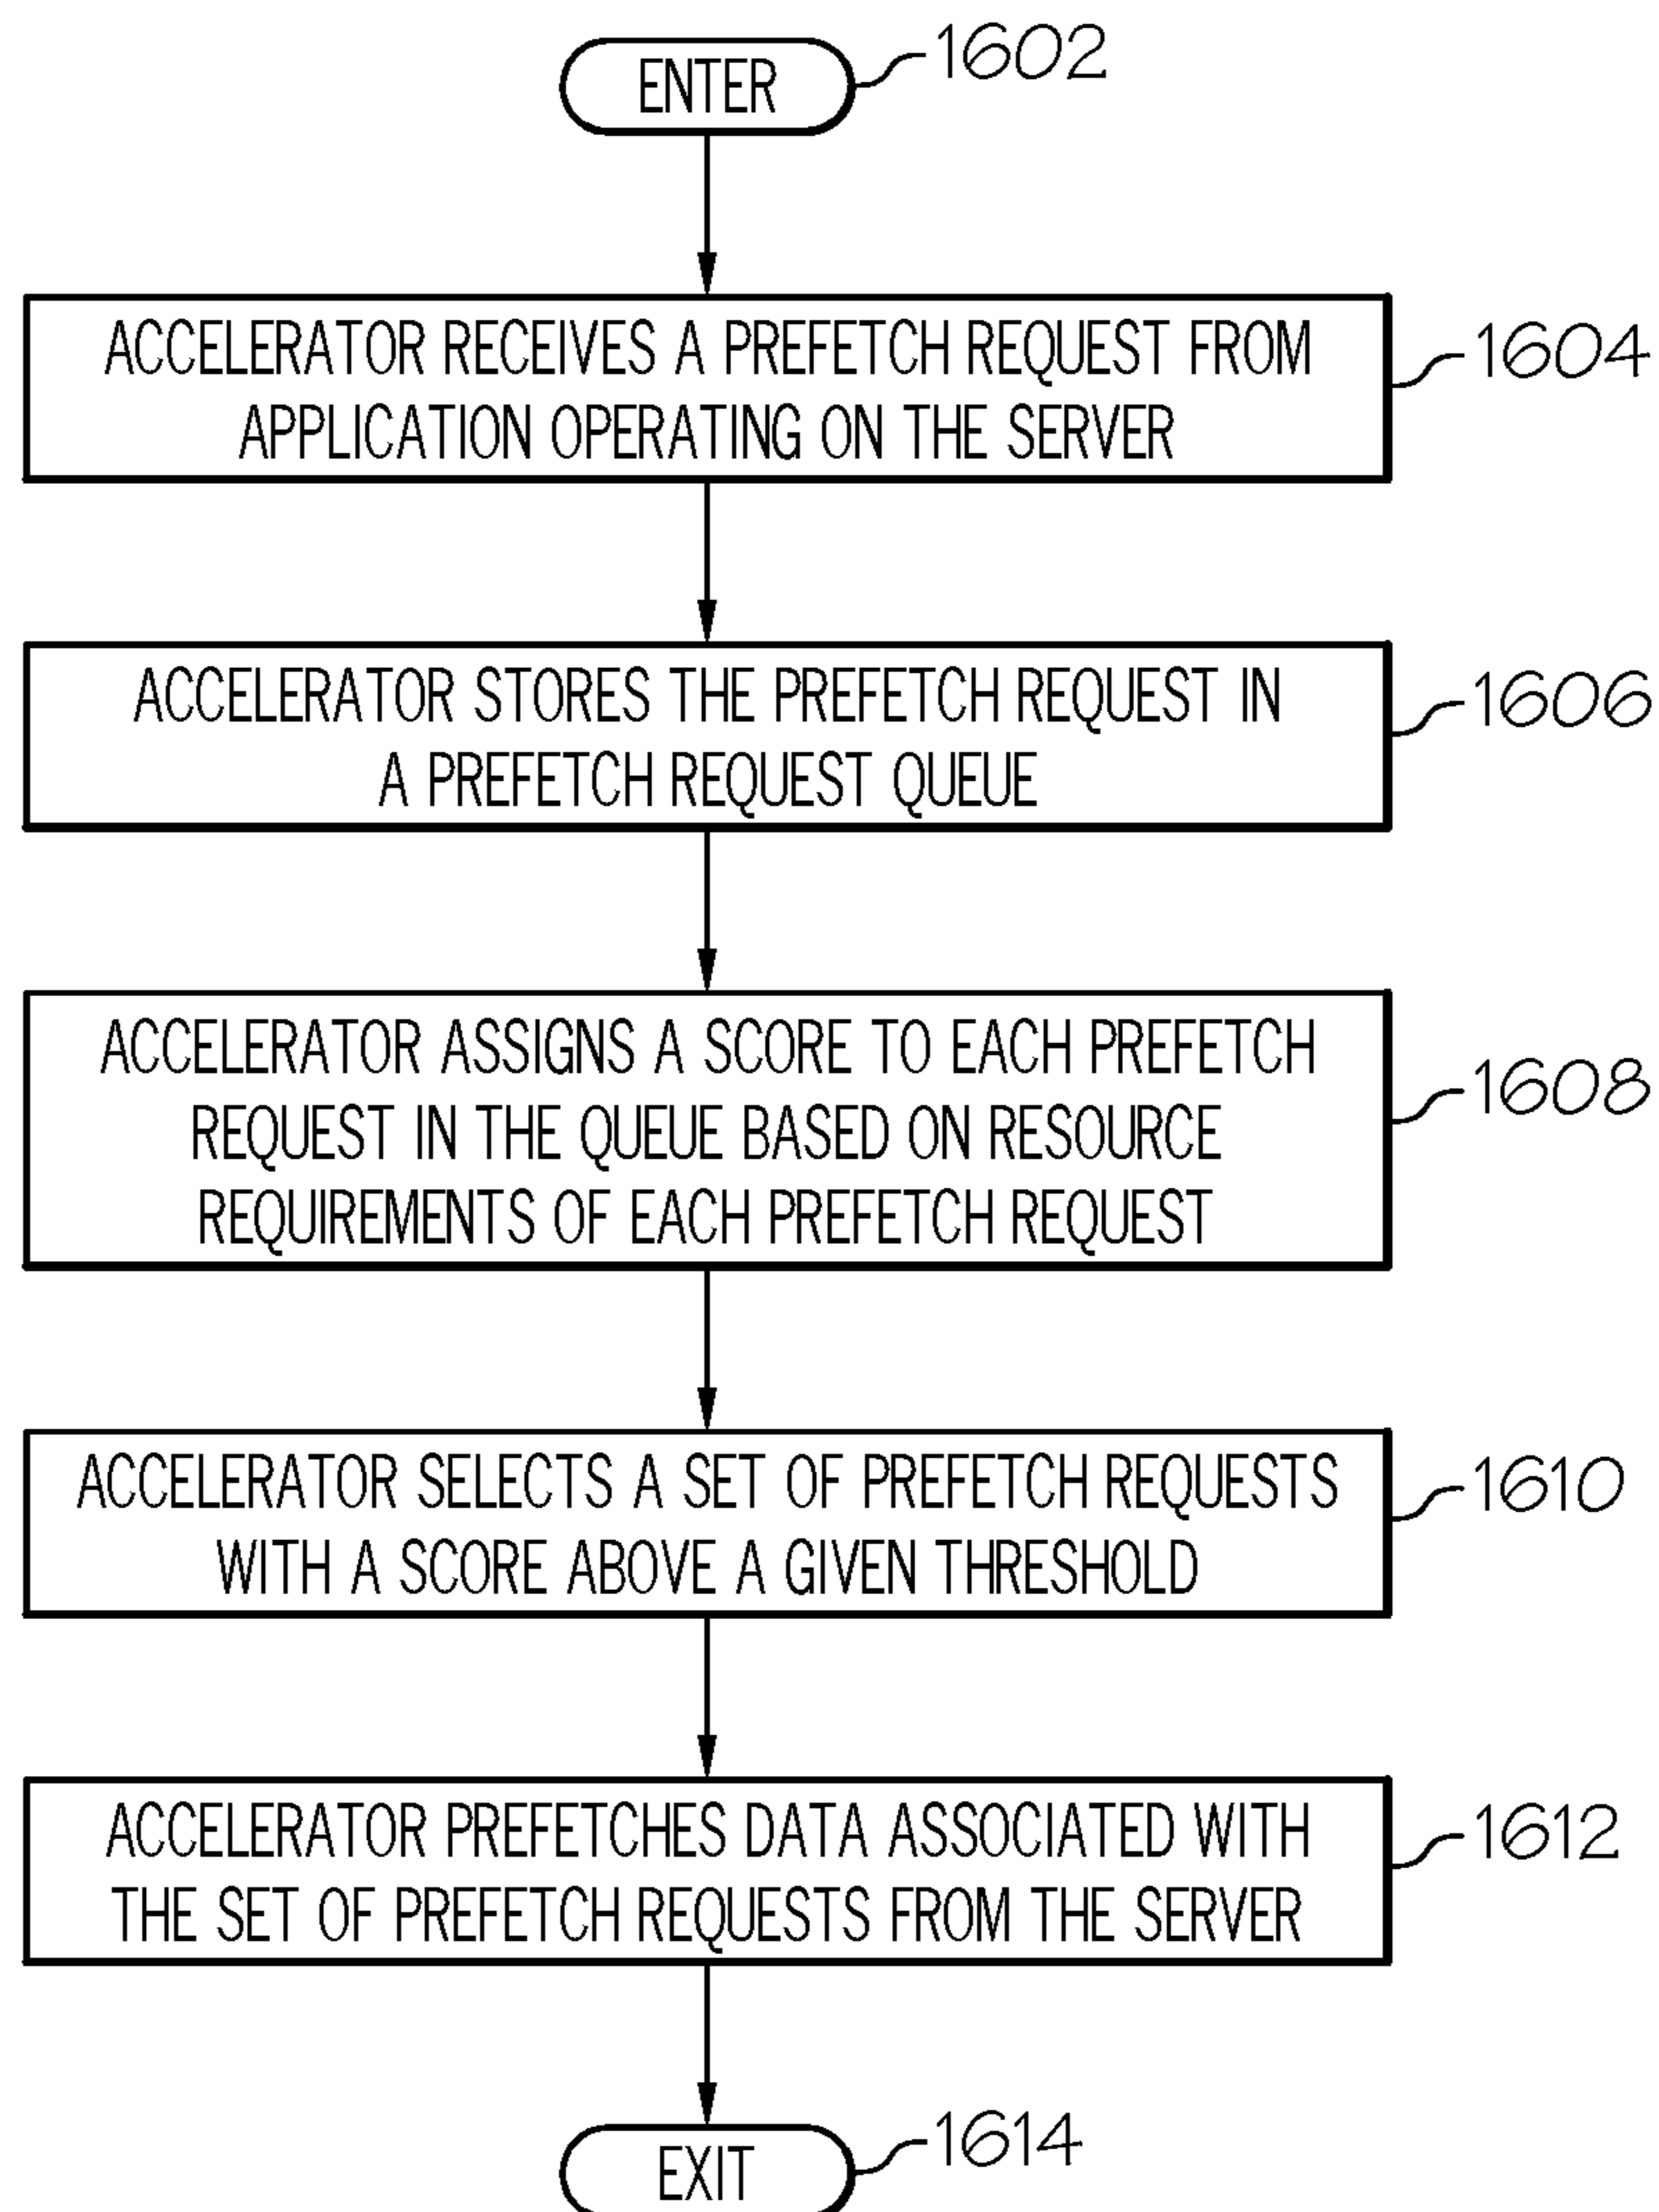 ENTER
1602
ACCELERATOR RECEIVES A PREFETCH REQUEST FROM
APPLICATION OPERATING ON THE SERVER
1604
ACCELERATOR STORES THE PREFETCH REQUEST IN
A PREFETCH REQUEST QUEUE
1606
ACCELERATOR ASSIGNS A SCORE TO EACH PREFETCH
REQUEST IN THE QUEUE BASED ON RESOURCE
REQUIREMENTS OF EACH PREFETCH REQUEST
1608
ACCELERATOR SELECTS A SET OF PREFETCH REQUESTS
WITH A SCORE ABOVE A GIVEN THRESHOLD
1610
ACCELERATOR PREFETCHES DATA ASSOCIATED WITH
THE SET OF PREFETCH REQUESTS FROM THE SERVER
1612
EXIT
1614